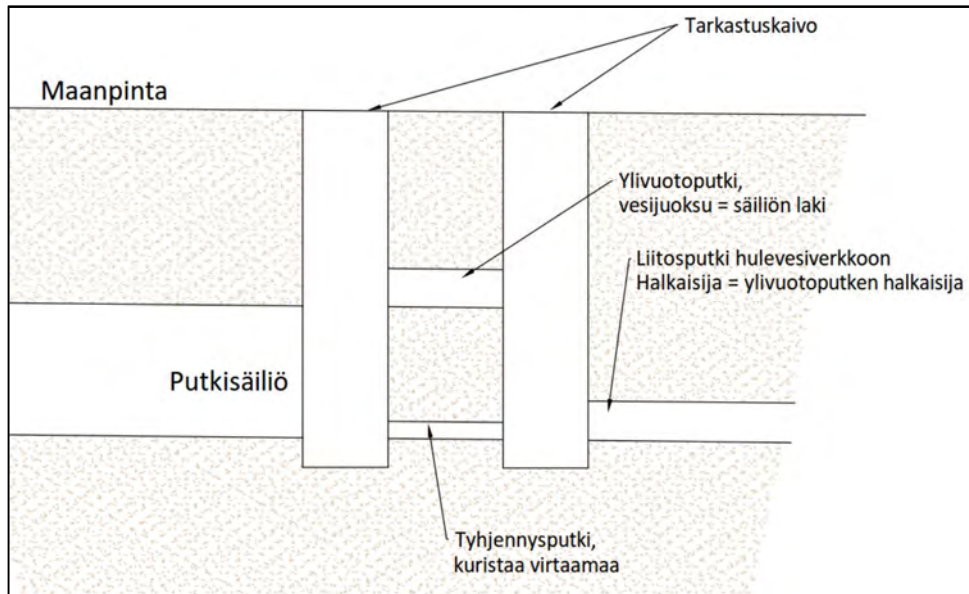 Tarkastuskaivo
Maanpinta
Ylivuotoputki,
vesijuoksu = säiliön laki
Liitosputki hulevesiverkkoon
Halkaisija = ylivuotoputken halkaisija
Putkisäiliö
Tyhjennysputki,
kuristaa virtaamaa